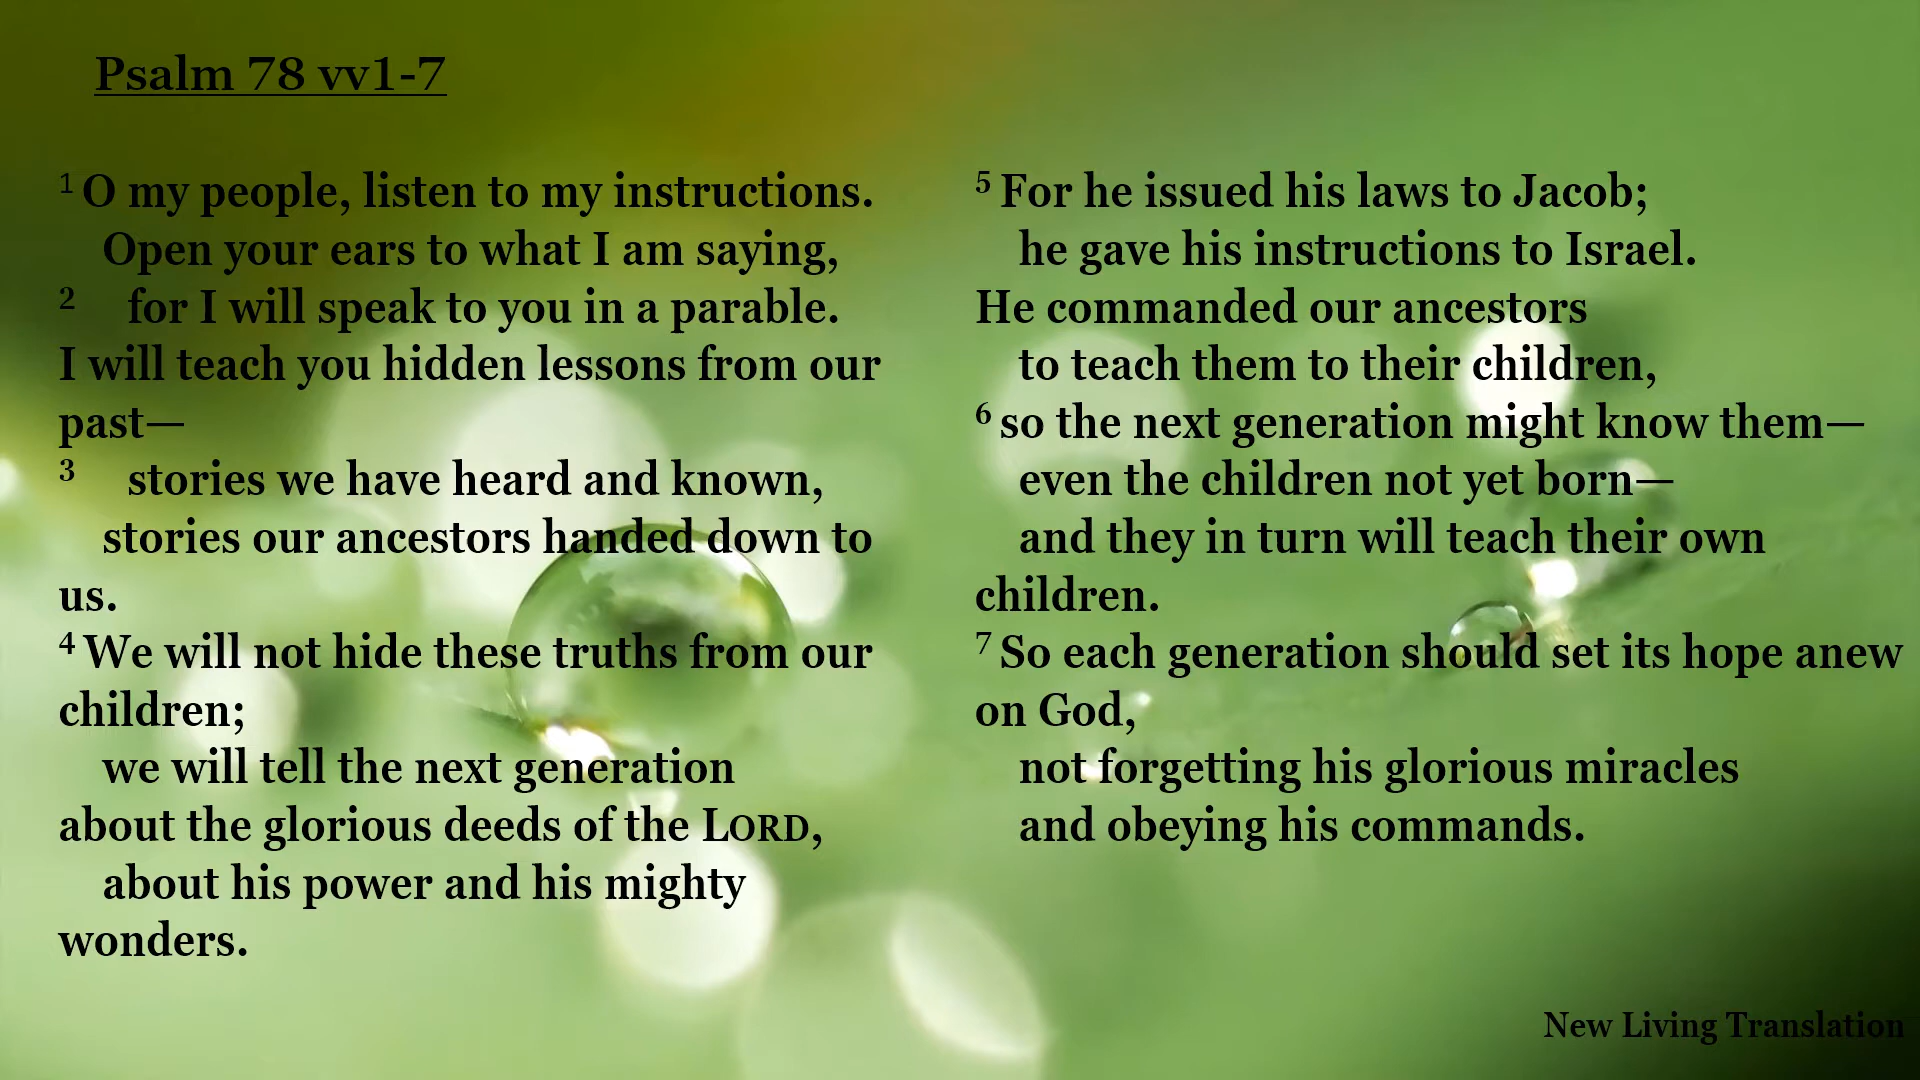 Psalm 78 vv1-7
1 O my people, listen to my instructions.
Open your ears to what I am saying,
2 for I will speak to you in a parable.
I will teach you hidden lessons from our
past—
3 stories we have heard and known,
stories our ancestors handed down to
us.
4 We will not hide these truths from our
children;
we will tell the next generation
about the glorious deeds of the LORD,
about his power and his mighty
wonders.
5 For he issued his laws to Jacob;
he gave his instructions to Israel.
He commanded our ancestors
to teach them to their children,
6 so the next generation might know them—
even the children not yet born—
and they in turn will teach their own
children.
7 So each generation should set its hope anew
on God,
not forgetting his glorious miracles
and obeying his commands.
New Living Translation